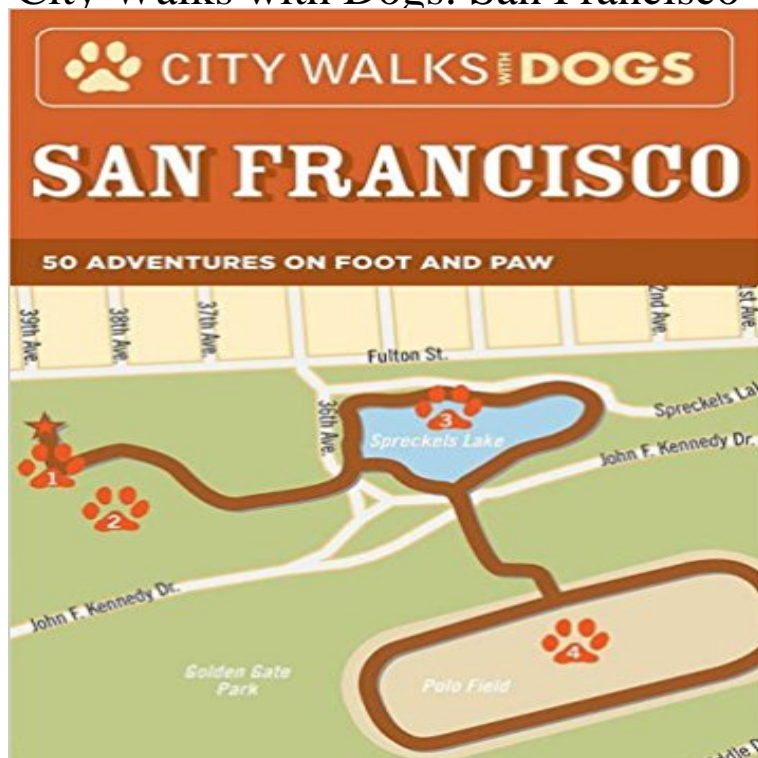 City Walks with Dogs: San Francisco
CITY WALKS WITH DOGS
SAN FRANCISCO
50 ADVENTURES ON FOOT AND PAW
39th Ave.
38th Ave.
37th Ave.
2nd Ave.
1st Ave.
Fulton St.
36th Ave.
3
Spreckels Lake
Spreckels Lak
John F. Kennedy Dr.
1
2
John F. Kennedy Dr.
4
Golden Gate
Park
Polo Field
ddle D